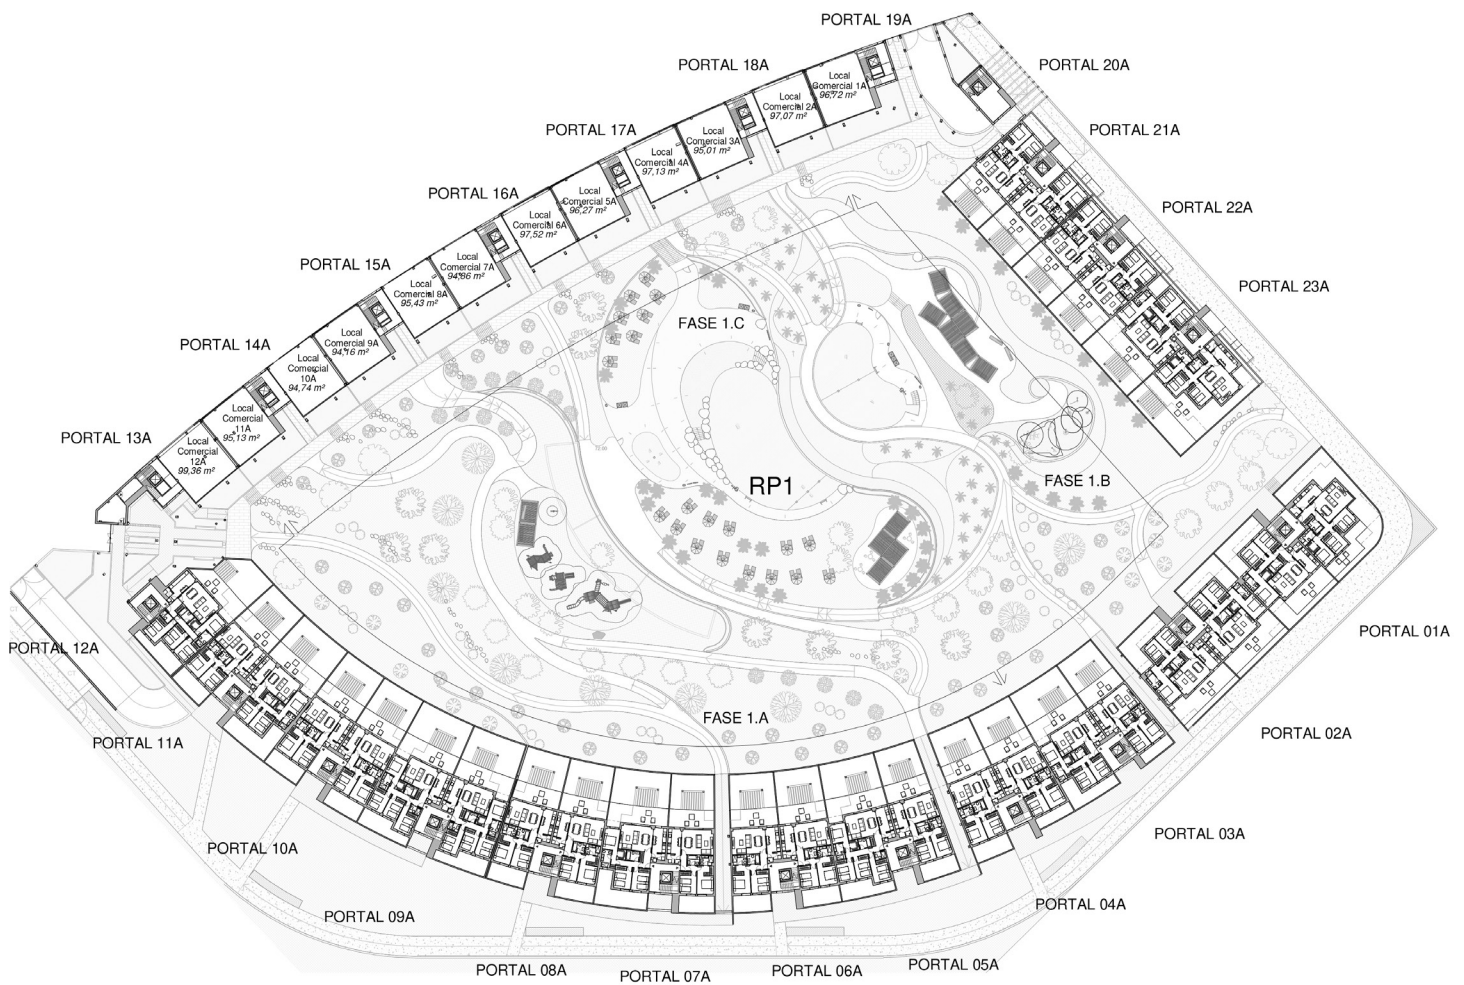 PORTAL 19A
PORTAL 18A
PORTAL 20A
PORTAL 17A
PORTAL 21A
PORTAL 16A
PORTAL 22A
PORTAL 15A
PORTAL 23A
PORTAL 14A
PORTAL 13A
Local
Comercial 1A
96,72 m²
Local
Comercial 2A
97,07 m²
Local
Comercial 3A
95,01 m²
Local
Comercial 4A
97,13 m²
Local
Comercial 5A
96,27 m²
Local
Comercial 6A
97,52 m²
Local
Comercial 7A
94,86 m²
Local
Comercial 8A
95,43 m²
Local
Comercial 9A
94,16 m²
Local
Comercial
10A
94,74 m²
Local
Comercial
11A
95,13 m²
Local
Comercial
12A
99,36 m²
FASE 1.C
RP1
FASE 1.B
FASE 1.A
PORTAL 12A
PORTAL 01A
PORTAL 11A
PORTAL 02A
PORTAL 10A
PORTAL 03A
PORTAL 09A
PORTAL 04A
PORTAL 08A
PORTAL 07A
PORTAL 06A
PORTAL 05A